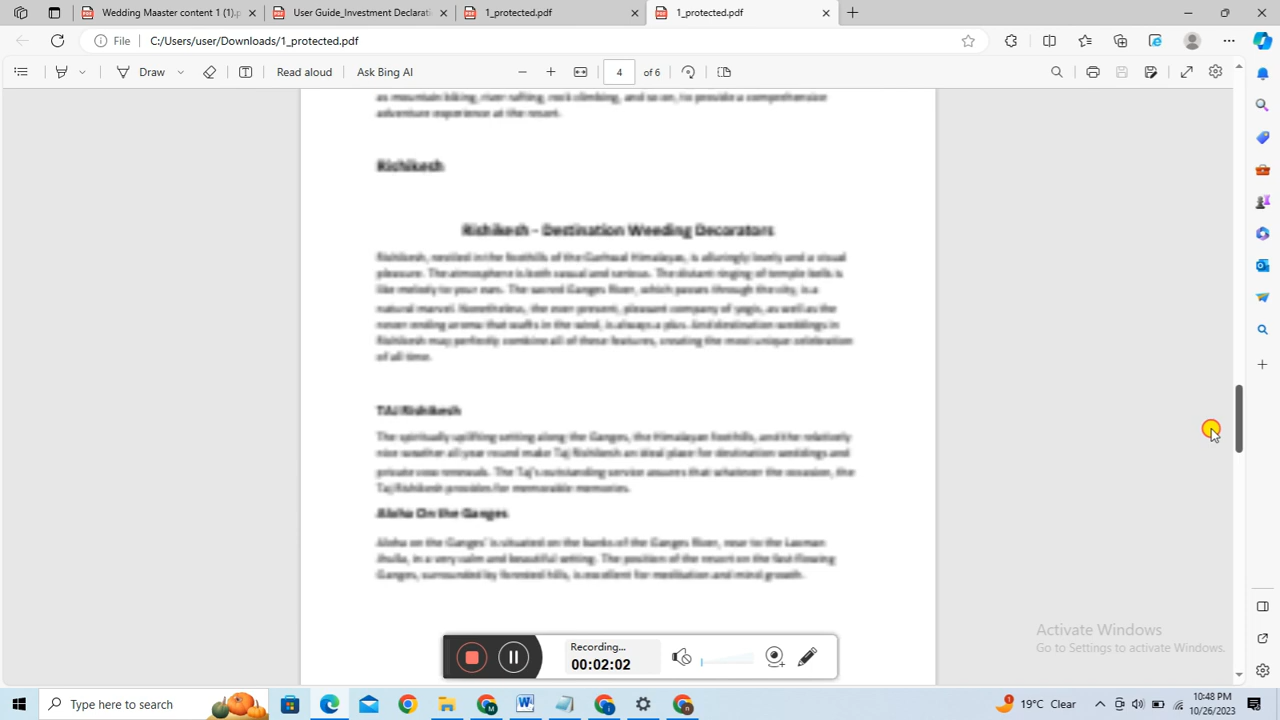 Wedding Maaster content 1 (1).p
User Guide_Investment Declarati
1_protected.pdf
1_protected.pdf
File
C:/Users/user/Downloads/1_protected.pdf
Draw
Read aloud
Ask Bing AI
4 of 6
as mountain biking, river rafting, rock climbing, and so on, to provide a comprehensive
adventure experience at the resort.
Rishikesh
Rishikesh - Destination Weeding Decorators
Rishikesh, nestled in the foothills of the Garhwal Himalayas, is alluringly lovely and a visual
pleasure. The atmosphere is both casual and serious. The distant ringing of temple bells is
like melody to your ears. The sacred Ganges River, which passes through the city, is a
natural marvel. Nonetheless, the ever present, pleasant company of yogis, as well as the
never ending aroma that wafts in the wind, is always a plus. And destination weddings in
Rishikesh may perfectly combine all of these features, creating the most unique celebration
of all time.
TAJ Rishikesh
The spiritually uplifting setting along the Ganges, the Himalayan foothills, and the relatively
nice weather all year round make Taj Rishikesh an ideal place for destination weddings and
private vow renewals. The Taj's outstanding service assures that whatever the occasion, the
Taj Rishikesh provides for memorable memories.
Aloha On the Ganges
Aloha on the Ganges' is situated on the banks of the Ganges River, near to the Laxman
Jhulla, in a very calm and beautiful setting. The position of the resort on the fast-flowing
Ganges, surrounded by forested hills, is excellent for meditation and mind growth.
Recording...
00:02:02
Activate Windows
Go to Settings to activate Windows.
Type here to search
19°C Clear
10:48 PM
10/26/2023